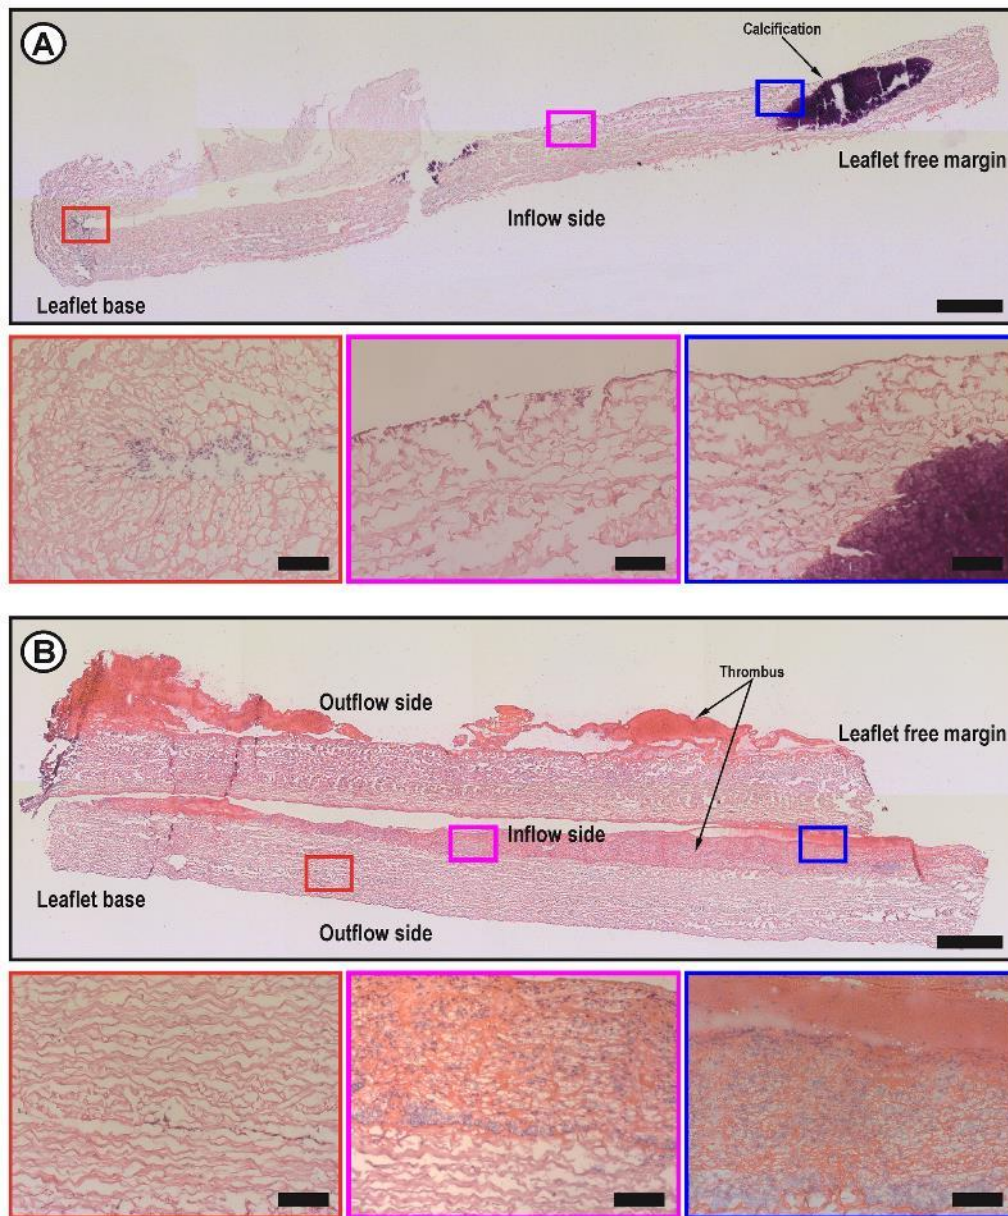 A
Calcification
Leaflet free margin
Inflow side
Leaflet base
B
Thrombus
Outflow side
Leaflet free margin
Inflow side
Leaflet base
Outflow side